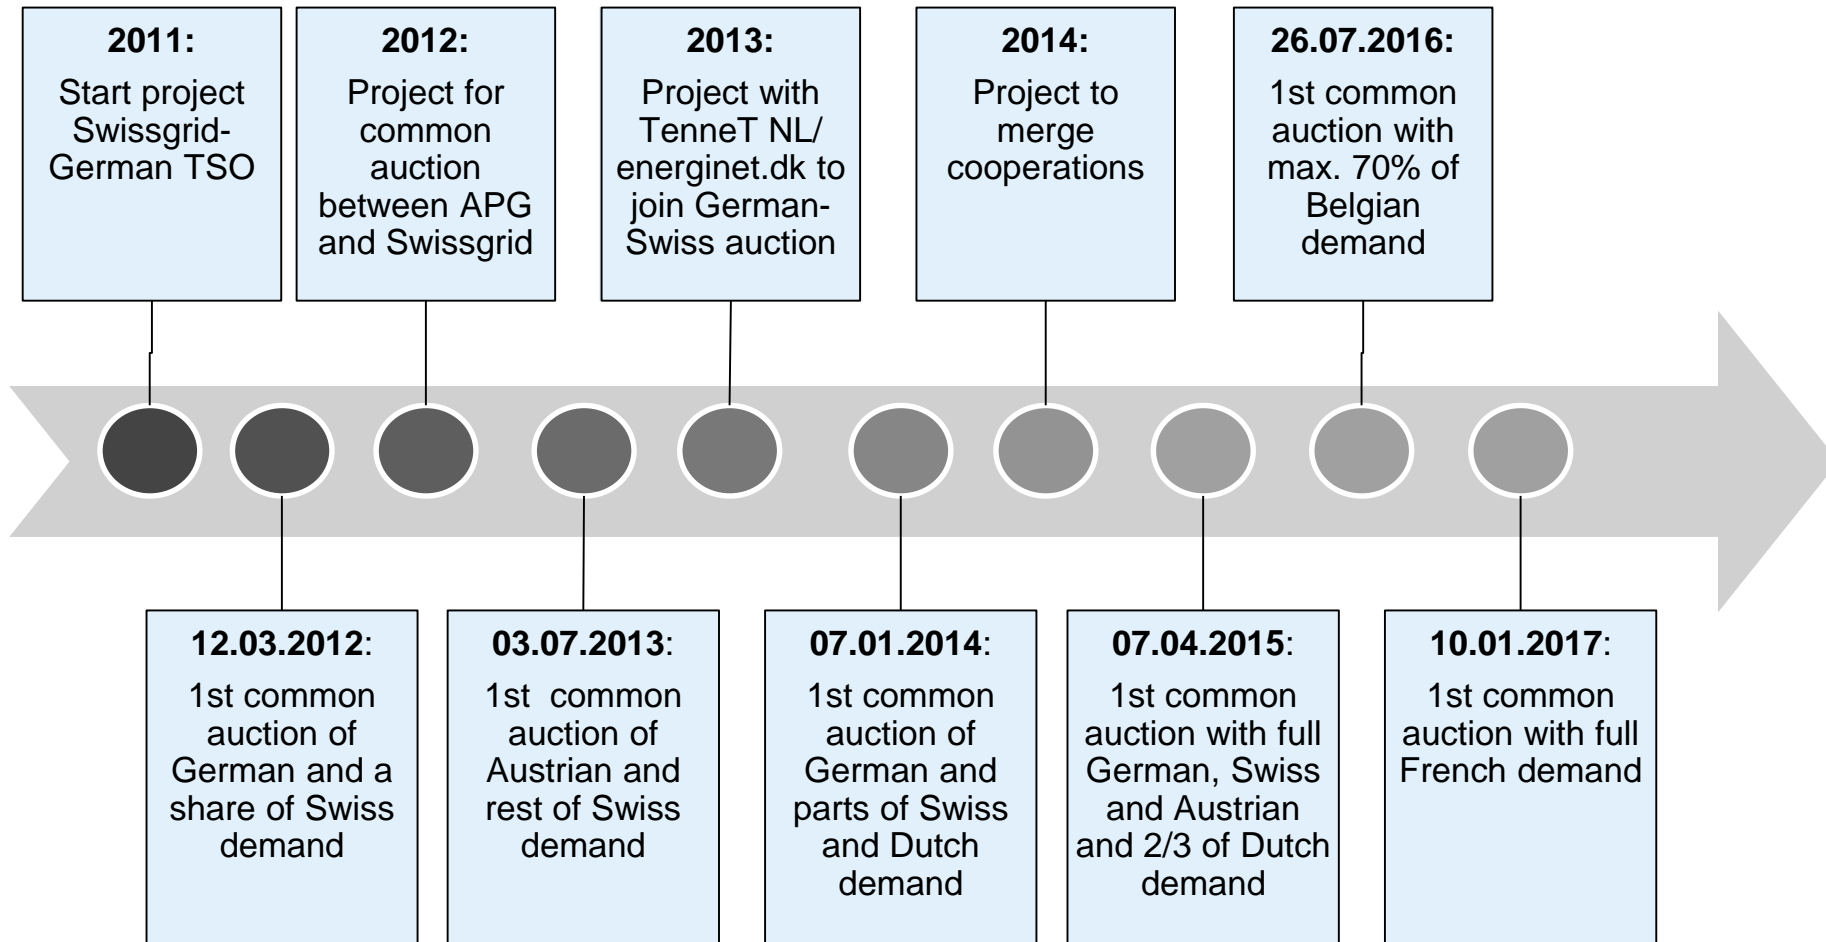 2011:
Start project
Swissgrid-
German TSO
2012:
Project for
common
auction
between APG
and Swissgrid
2013:
Project with
TenneT NL/
energinet.dk to
join German-
Swiss auction
2014:
Project to
merge
cooperations
26.07.2016:
1st common
auction with
max. 70% of
Belgian
demand
12.03.2012:
1st common
auction of
German and a
share of Swiss
demand
03.07.2013:
1st  common
auction of
Austrian and
rest of Swiss
demand
07.01.2014:
1st common
auction of
German and
parts of Swiss
and Dutch
demand
07.04.2015:
1st common
auction with full
German, Swiss
and Austrian
and 2/3 of Dutch
demand
10.01.2017:
1st common
auction with full
French demand